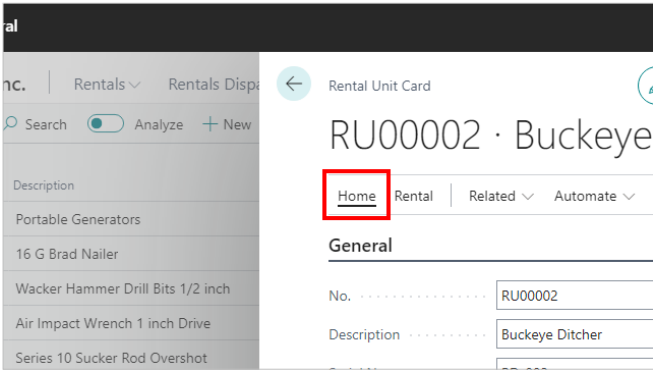 ral
nc. Rentals Rentals Dispa
Search Analyze New
Description
Portable Generators
16 G Brad Nailer
Wacker Hammer Drill Bits 1/2 inch
Air Impact Wrench 1 inch Drive
Series 10 Sucker Rod Overshot
Rental Unit Card
RU00002 · Buckeye
Home Rental Related Automate
General
No. RU00002
Description Buckeye Ditcher